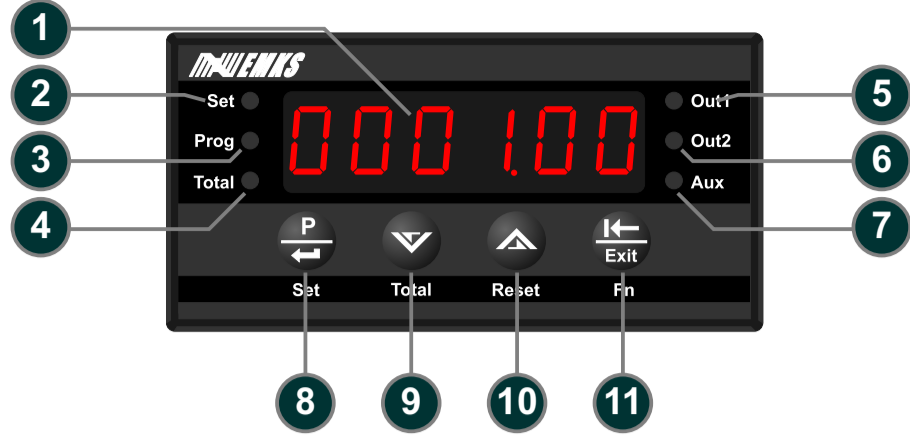 1
ENKS
2 Set Out1 5
000 1.00
3 Prog Out2 6
4 Total Aux 7
P Exit
Set Total Reset Fn
8 9 10 11